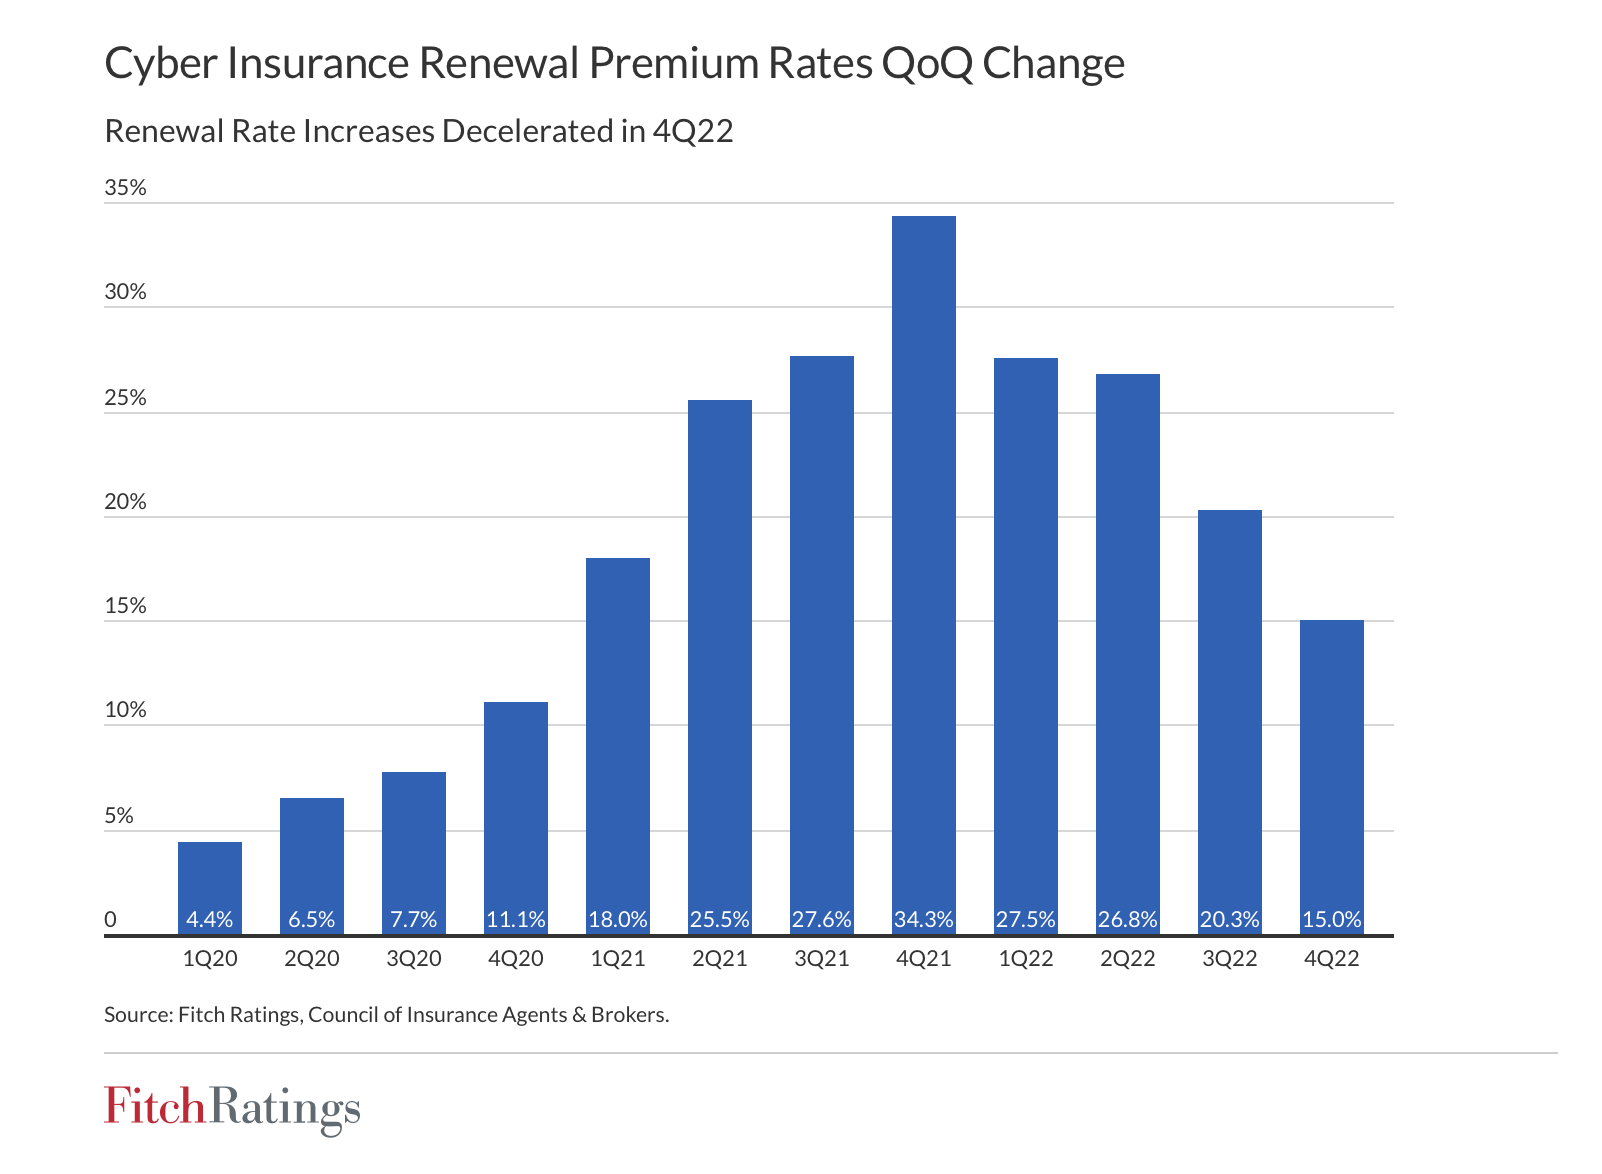 Cyber Insurance Renewal Premium Rates QoQ Change
Renewal Rate Increases Decelerated in 4Q22
35%
30%
25%
20%
15%
10%
5%
0
4.4% 6.5% 7.7% 11.1% 18.0% 25.5% 27.6% 34.3% 27.5% 26.8% 20.3% 15.0%
1Q20 2Q20 3Q20 4Q20 1Q21 2Q21 3Q21 4Q21 1Q22 2Q22 3Q22 4Q22
Source: Fitch Ratings, Council of Insurance Agents & Brokers.
FitchRatings